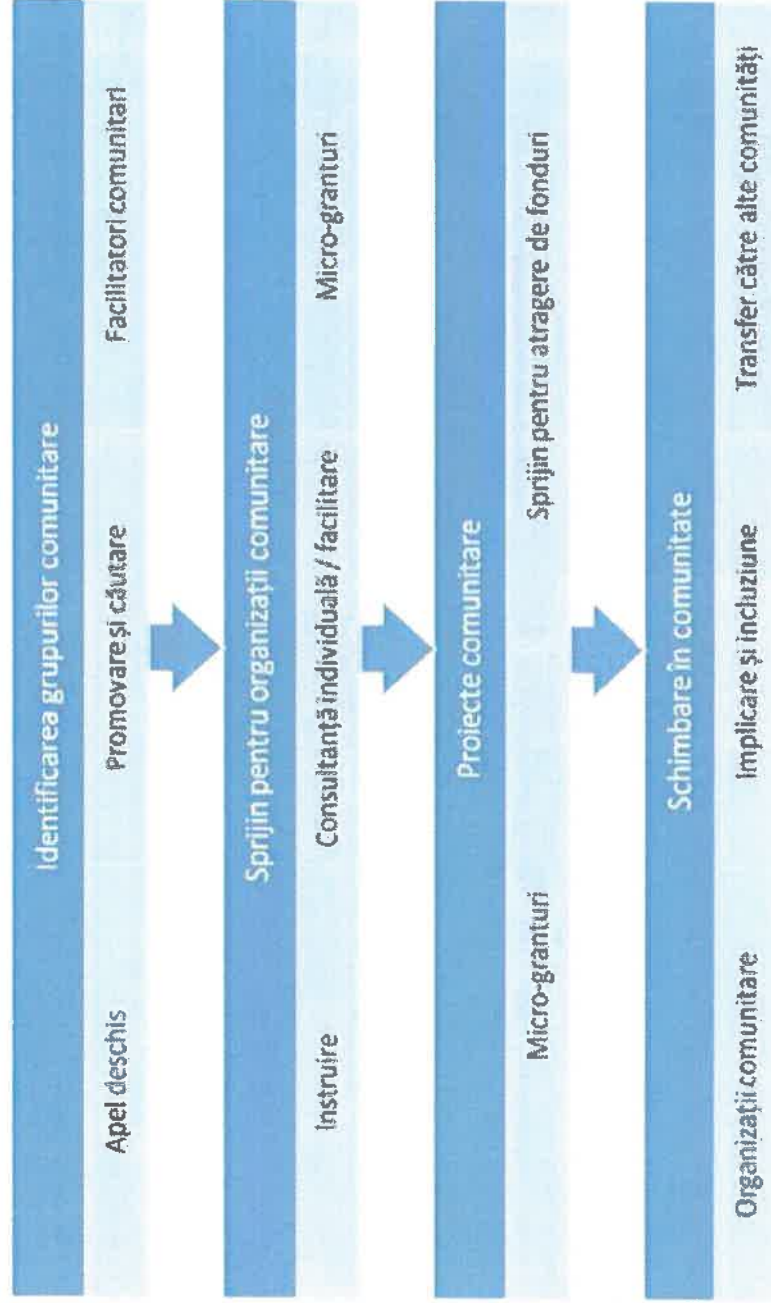 Identificarea grupurilor comunitare
Apel deschis Promovare și căutare Facilitatori comunitari
Sprijin pentru organizații comunitare
Instruire Consultanță individuală / facilitare Micro-granturi
Proiecte comunitare
Micro-granturi Sprijin pentru atragere de fonduri
Schimbare în comunitate
Organizații comunitare Implicare și incluziune Transfer către alte comunități